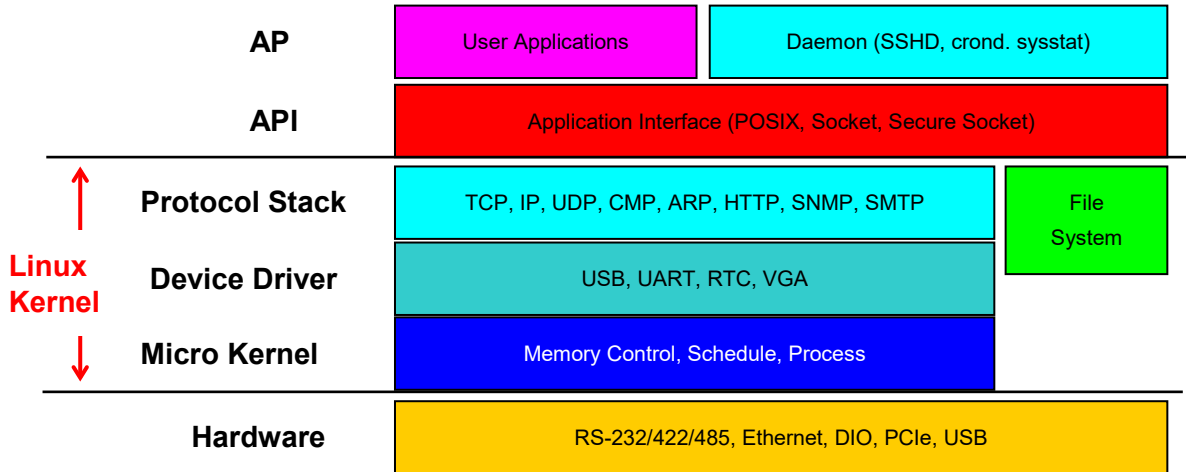 AP
User Applications
Daemon (SSHD, crond. sysstat)
API
Application Interface (POSIX, Socket, Secure Socket)
Protocol Stack
TCP, IP, UDP, CMP, ARP, HTTP, SNMP, SMTP
File
System
Linux
Kernel
Device Driver
USB, UART, RTC, VGA
Micro Kernel
Memory Control, Schedule, Process
Hardware
RS-232/422/485, Ethernet, DIO, PCIe, USB